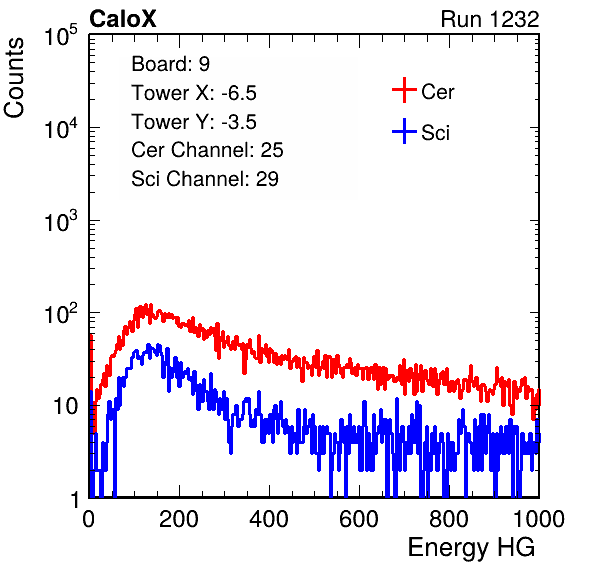 CaloX Run 1232
Counts
Board: 9
Tower X: -6.5
Tower Y: -3.5
Cer Channel: 25
Sci Channel: 29
Cer
Sci
10^5
10^4
10^3
10^2
10
1
0 200 400 600 800 1000
Energy HG